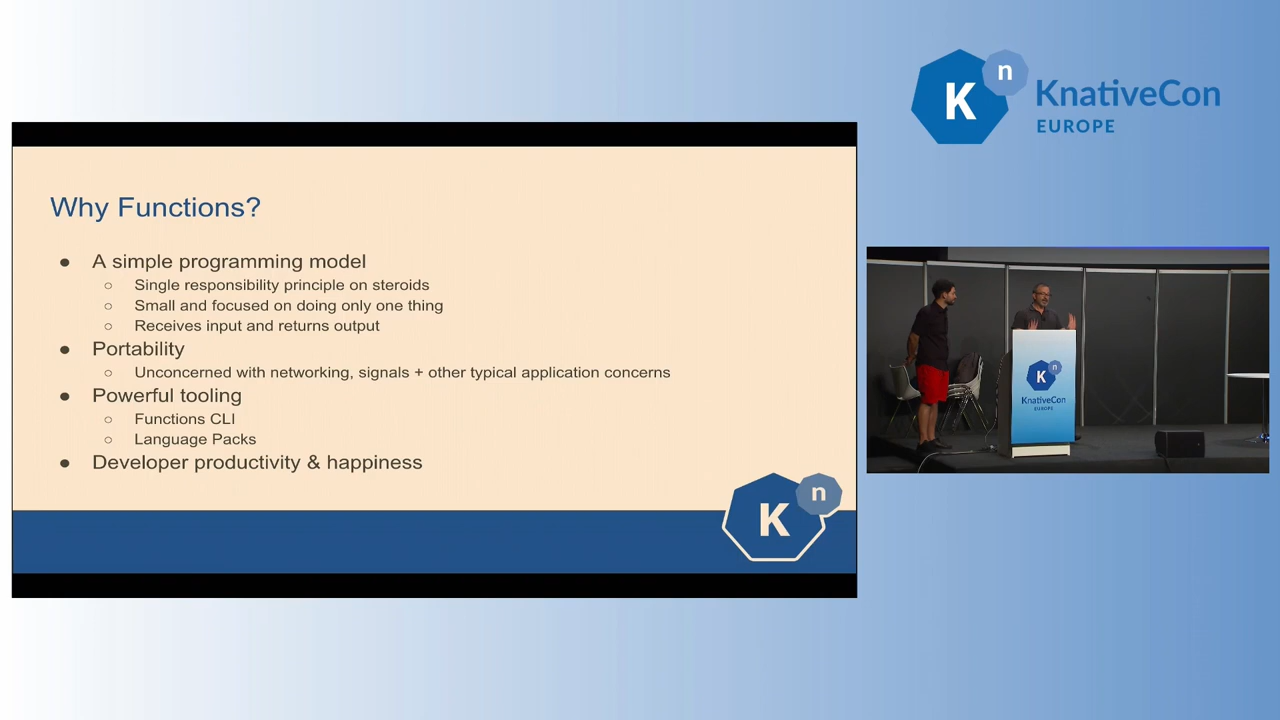 K n KnativeCon
EUROPE
Why Functions?
● A simple programming model
○ Single responsibility principle on steroids
○ Small and focused on doing only one thing
○ Receives input and returns output
● Portability
○ Unconcerned with networking, signals + other typical application concerns
● Powerful tooling
○ Functions CLI
○ Language Packs
● Developer productivity & happiness
K n
K n
KnativeCon
EUROPE